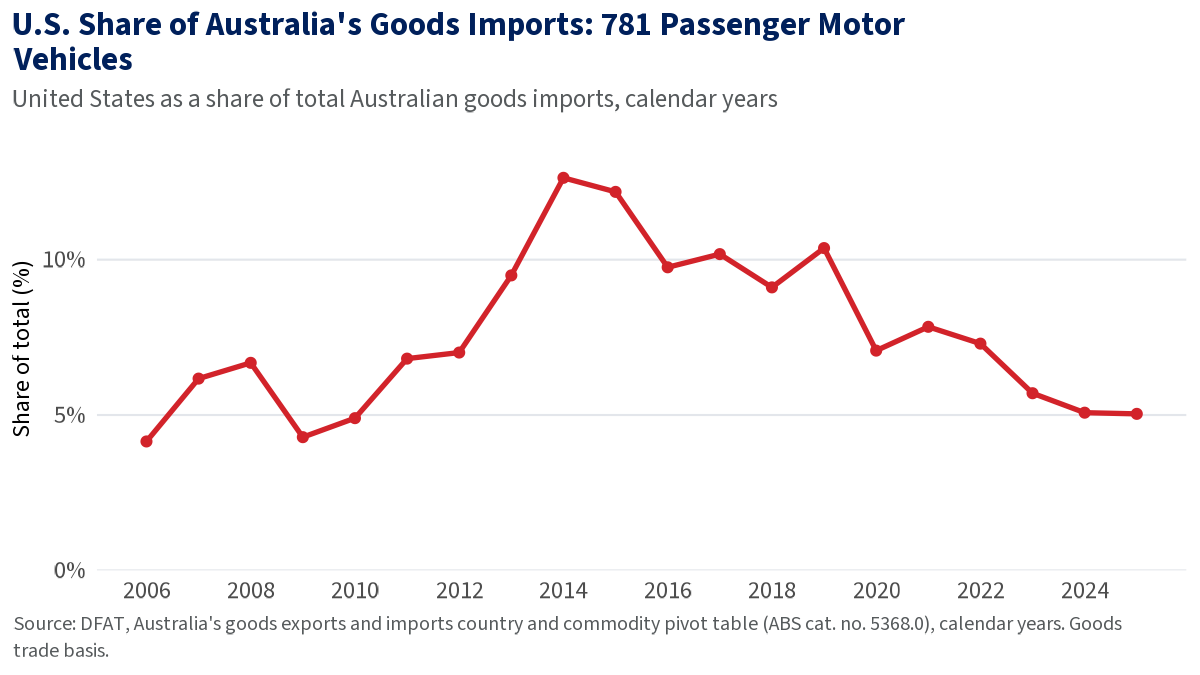 U.S. Share of Australia's Goods Imports: 781 Passenger Motor
Vehicles
United States as a share of total Australian goods imports, calendar years
Share of total (%)
10%
5%
0%
2006 2008 2010 2012 2014 2016 2018 2020 2022 2024
Source: DFAT, Australia's goods exports and imports country and commodity pivot table (ABS cat. no. 5368.0), calendar years. Goods
trade basis.